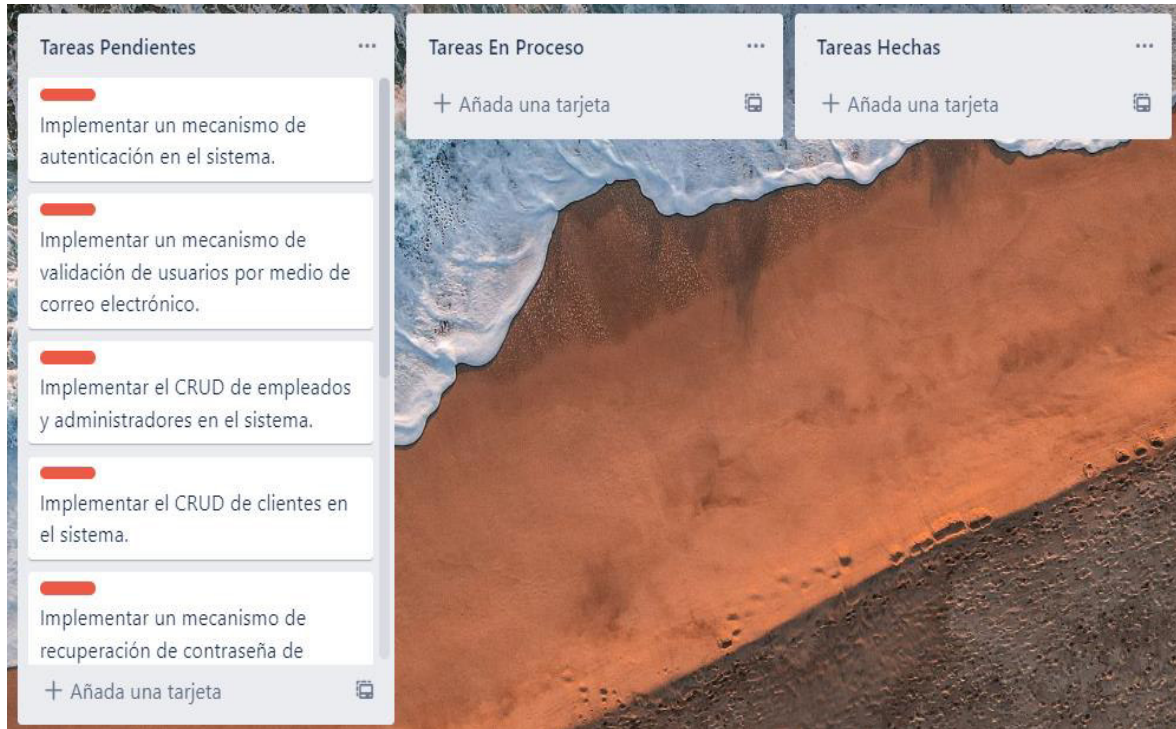 Tareas Pendientes
Implementar un mecanismo de
autenticación en el sistema.
Implementar un mecanismo de
validación de usuarios por medio de
correo electrónico.
Implementar el CRUD de empleados
y administradores en el sistema.
Implementar el CRUD de clientes en
el sistema.
Implementar un mecanismo de
recuperación de contraseña de
+ Añada una tarjeta
Tareas En Proceso
+ Añada una tarjeta
Tareas Hechas
+ Añada una tarjeta